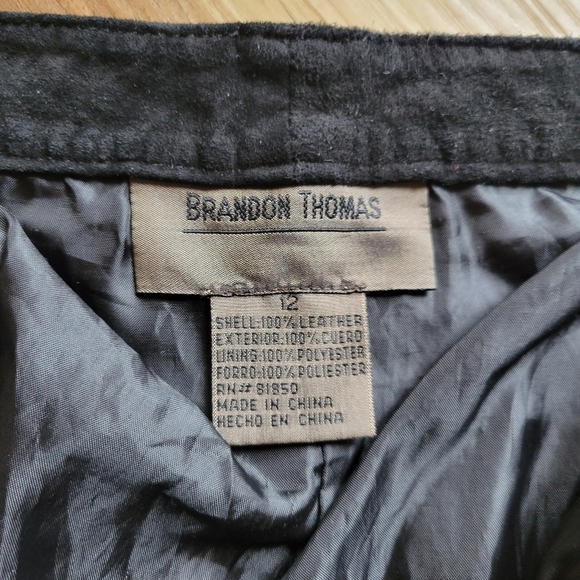 BRANDON THOMAS
12
SHELL:100% LEATHER
EXTERIOR:100% CUERO
LINING:100% POLYESTER
FORRO:100% POLIESTER
RN# 81850
MADE IN CHINA
HECHO EN CHINA